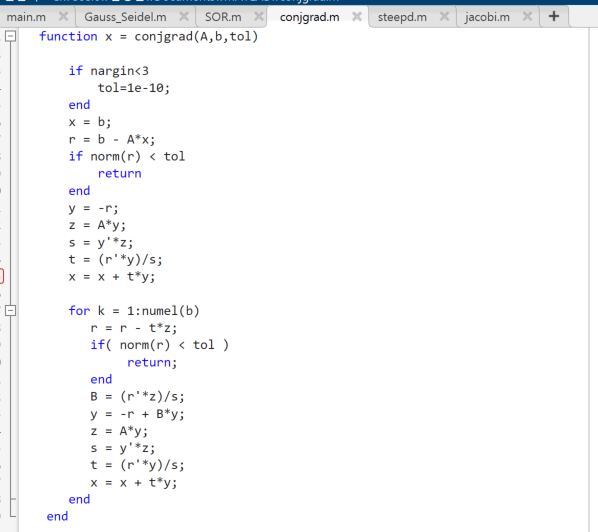 main.m Gauss_Seidel.m SOR.m conjgrad.m steepd.m jacobi.m +
function x = conjgrad(A,b,tol)
if nargin<3
tol=1e-10;
end
x = b;
r = b - A*x;
if norm(r) < tol
return
end
y = -r;
z = A*y;
s = y'*z;
t = (r'*y)/s;
x = x + t*y;
for k = 1:numel(b)
r = r - t*z;
if( norm(r) < tol )
return;
end
B = (r'*z)/s;
y = -r + B*y;
z = A*y;
s = y'*z;
t = (r'*y)/s;
x = x + t*y;
end
end